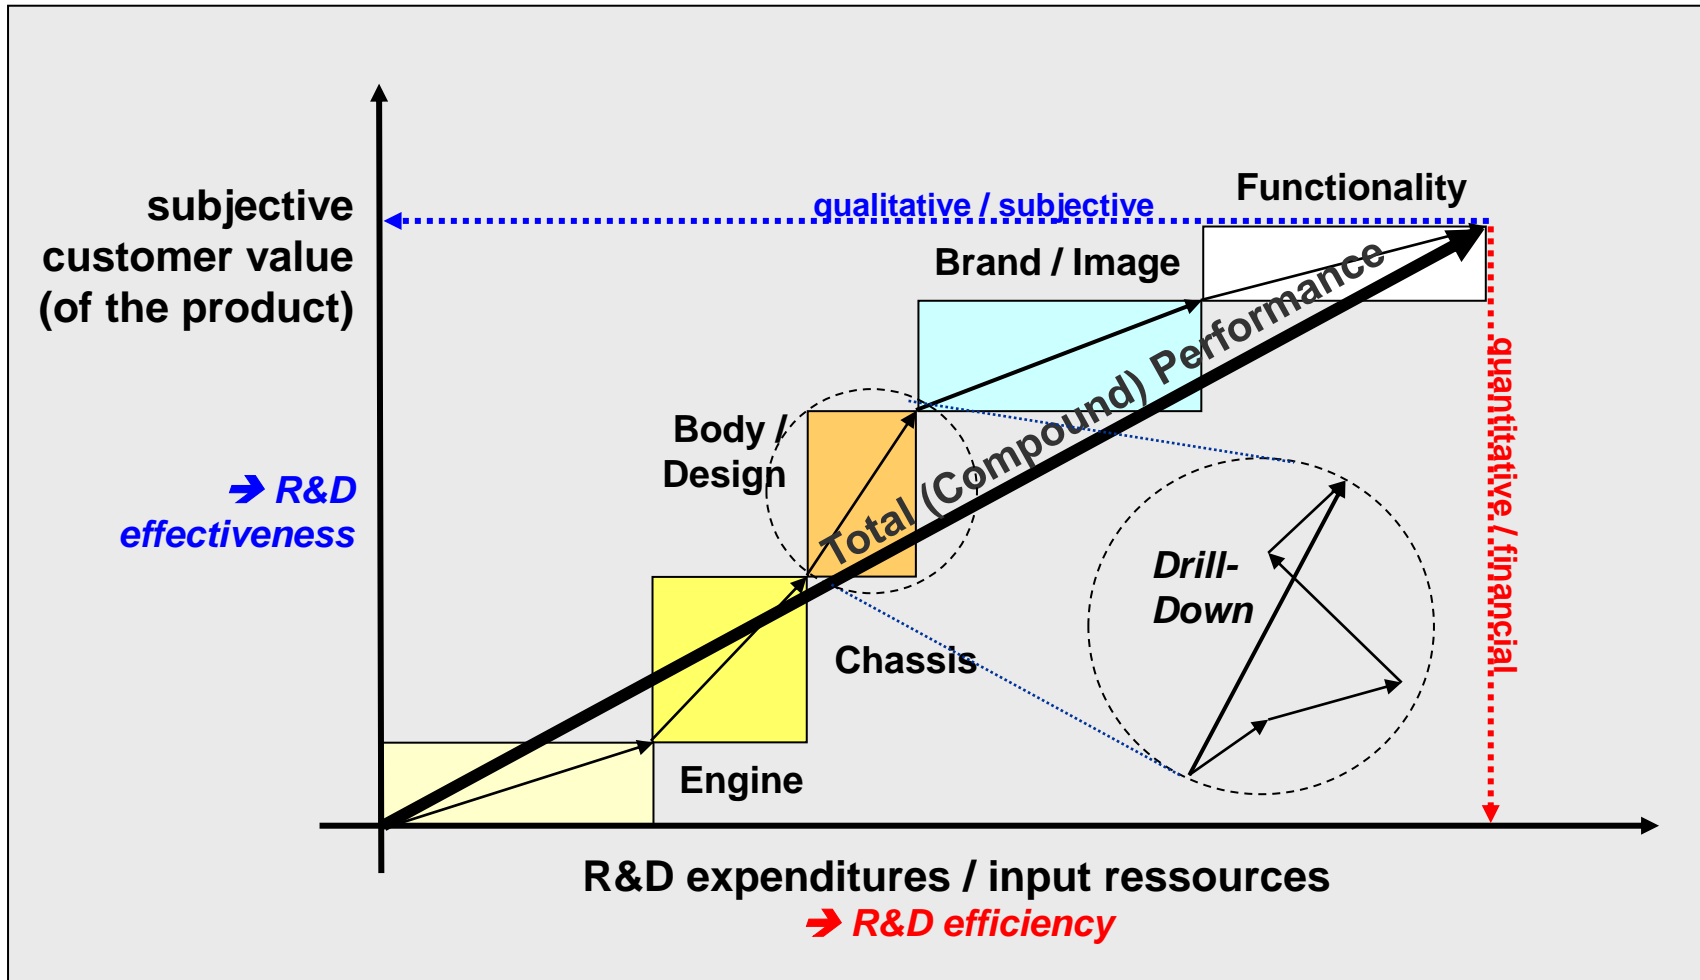 subjective
customer value
(of the product)
➔ R&D
effectiveness
qualitative / subjective
Functionality
Brand / Image
Body /
Design
Total (Compound) Performance
quantitative / financial
Drill-
Down
Chassis
Engine
R&D expenditures / input ressources
➔ R&D efficiency